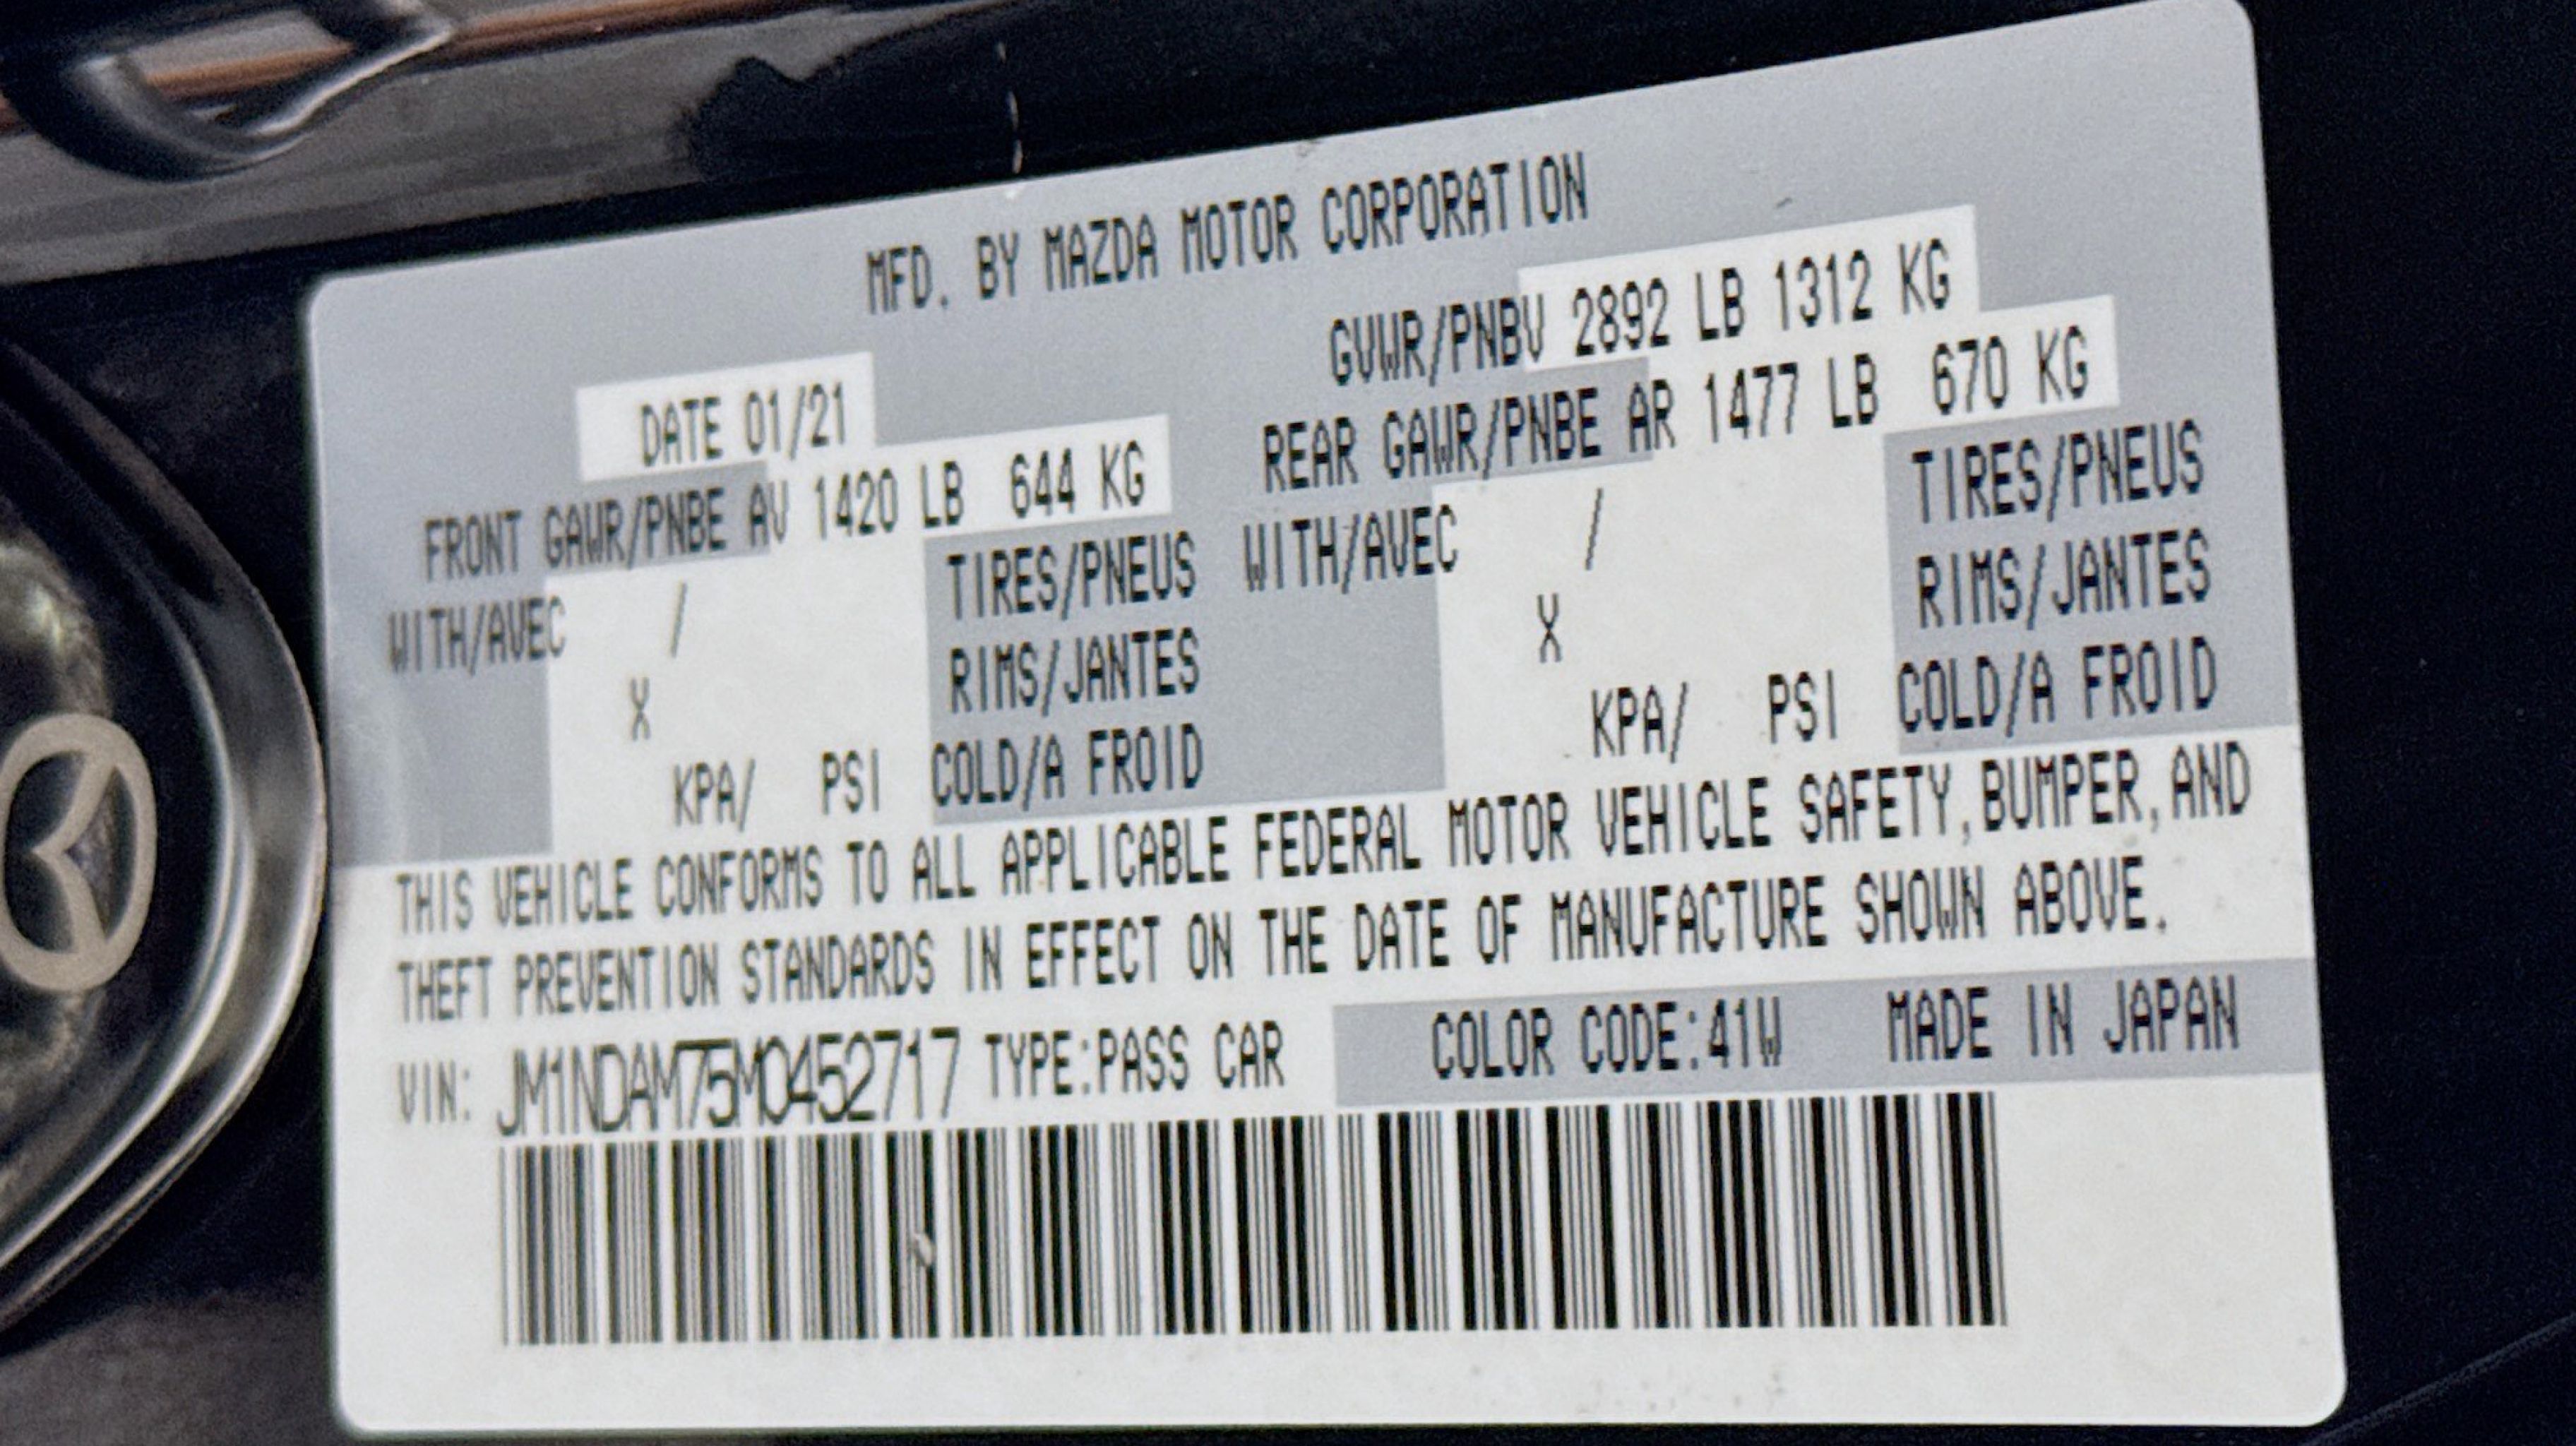 MFD. BY MAZDA MOTOR CORPORATION
GVWR/PNBV 2892 LB 1312 KG
DATE 01/21
REAR GAWR/PNBE AR 1477 LB 670 KG
FRONT GAWR/PNBE AV 1420 LB 644 KG
WITH/AVEC / TIRES/PNEUS
X RIMS/JANTES
KPA/ PSI COLD/A FROID
WITH/AVEC / TIRES/PNEUS
X RIMS/JANTES
KPA/ PSI COLD/A FROID
THIS VEHICLE CONFORMS TO ALL APPLICABLE FEDERAL MOTOR VEHICLE SAFETY, BUMPER, AND
THEFT PREVENTION STANDARDS IN EFFECT ON THE DATE OF MANUFACTURE SHOWN ABOVE.
VIN: JM1NDAM75M0452717 TYPE:PASS CAR COLOR CODE:41W MADE IN JAPAN